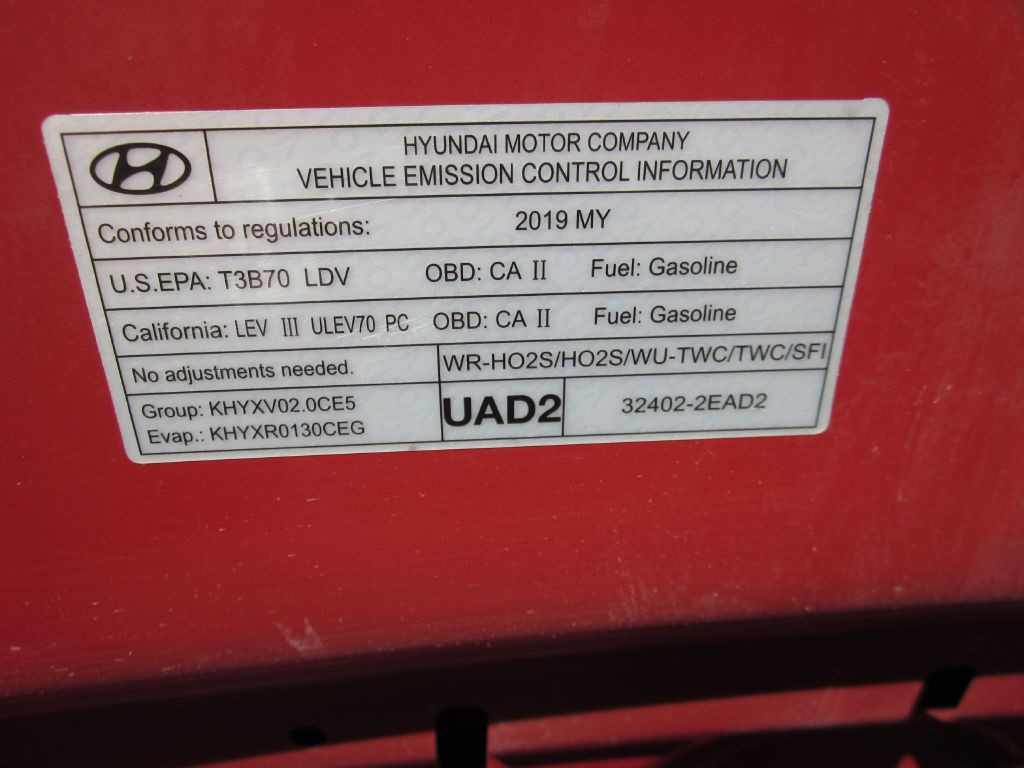 HYUNDAI MOTOR COMPANY
VEHICLE EMISSION CONTROL INFORMATION
Conforms to regulations: 2019 MY
U.S.EPA: T3B70 LDV OBD: CA II Fuel: Gasoline
California: LEV III ULEV70 PC OBD: CA II Fuel: Gasoline
No adjustments needed. WR-HO2S/HO2S/WU-TWC/TWC/SFI
Group: KHYXV02.0CE5
Evap.: KHYXR0130CEG
UAD2
32402-2EAD2